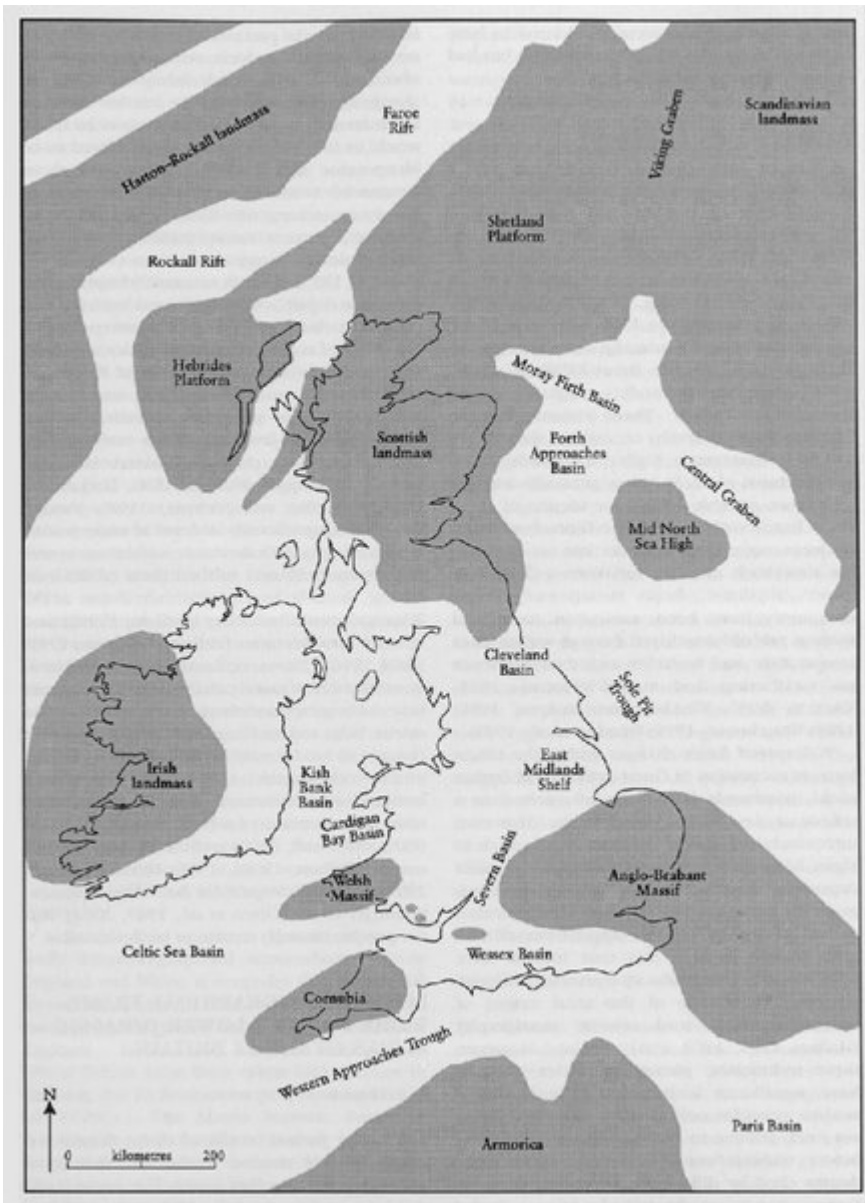 Faroe
Rift
Viking Graben
Scandinavian
landmass
Hatton–Rockall landmass
Shetland
Platform
Rockall Rift
Hebrides
Platform
Moray Firth Basin
Scottish
landmass
Forth
Approaches
Basin
Central Graben
Mid North
Sea High
Cleveland
Basin
Sole Pit
Trough
Irish
landmass
Kish
Bank
Basin
East
Midlands
Shelf
Cardigan
Bay Basin
Welsh
Massif
Severn Basin
Anglo-Brabant
Massif
Celtic Sea Basin
Wessex Basin
Cornubia
Western Approaches Trough
N
0
kilometres
200
Armorica
Paris Basin